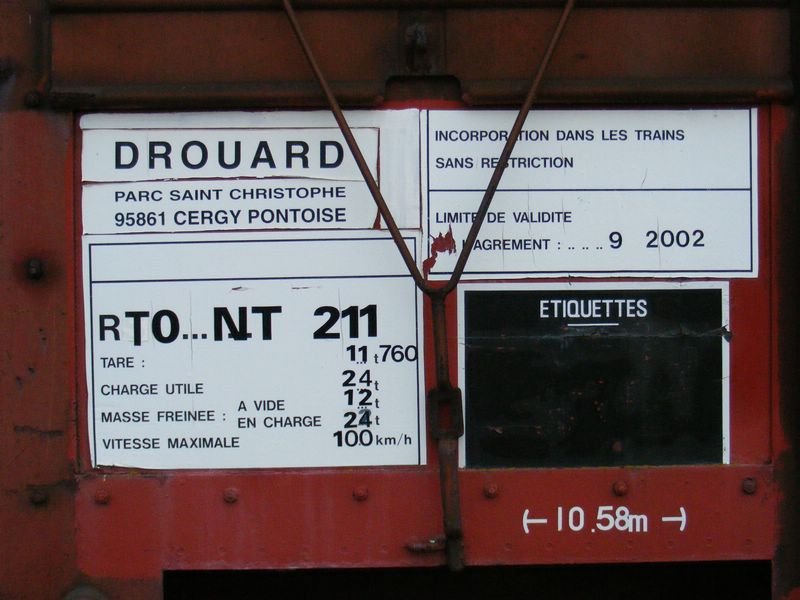 DROUARD
PARC SAINT CHRISTOPHE
95861 CERGY PONTOISE
RTO...NT 211
TARE : 11 t 760
CHARGE UTILE 24 t
MASSE FREINEE : A VIDE 12 t
EN CHARGE 24 t
VITESSE MAXIMALE 100 km/h
INCORPORATION DANS LES TRAINS
SANS RESTRICTION
LIMITE DE VALIDITE
AGREMENT : .. .. .. 9 2002
ETIQUETTES
10.58m